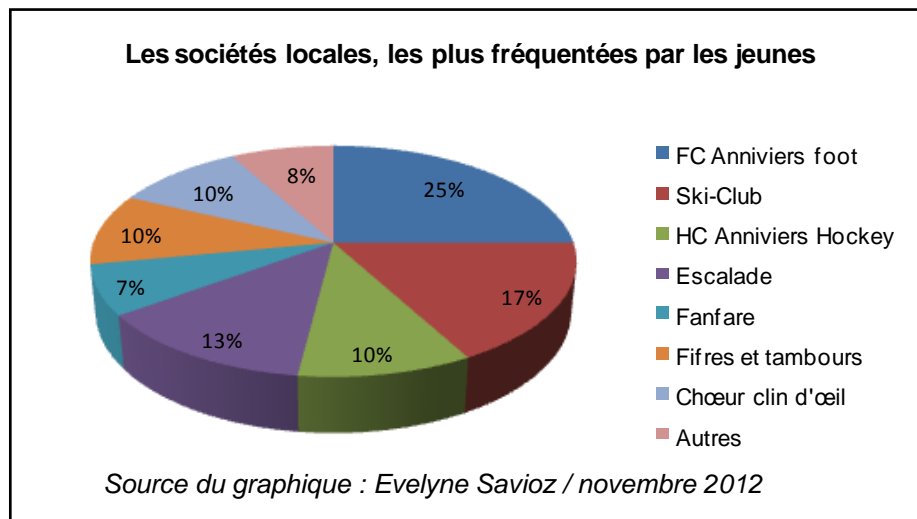 Les sociétés locales, les plus fréquentées par les jeunes
8%
25%
10%
10%
7%
17%
13%
10%
FC Anniviers foot
Ski-Club
HC Anniviers Hockey
Escalade
Fanfare
Fifres et tambours
Chœur clin d'œil
Autres
Source du graphique : Evelyne Savioz / novembre 2012